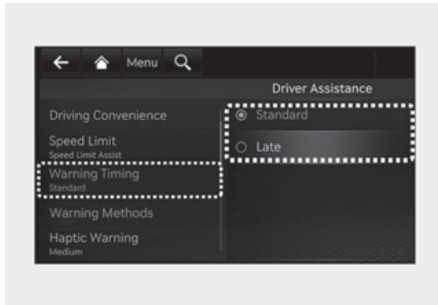 Menu
Driver Assistance
Driving Convenience
Speed Limit
Speed Limit Assist
Warning Timing
Standard
Warning Methods
Haptic Warning
Medium
Standard
Late